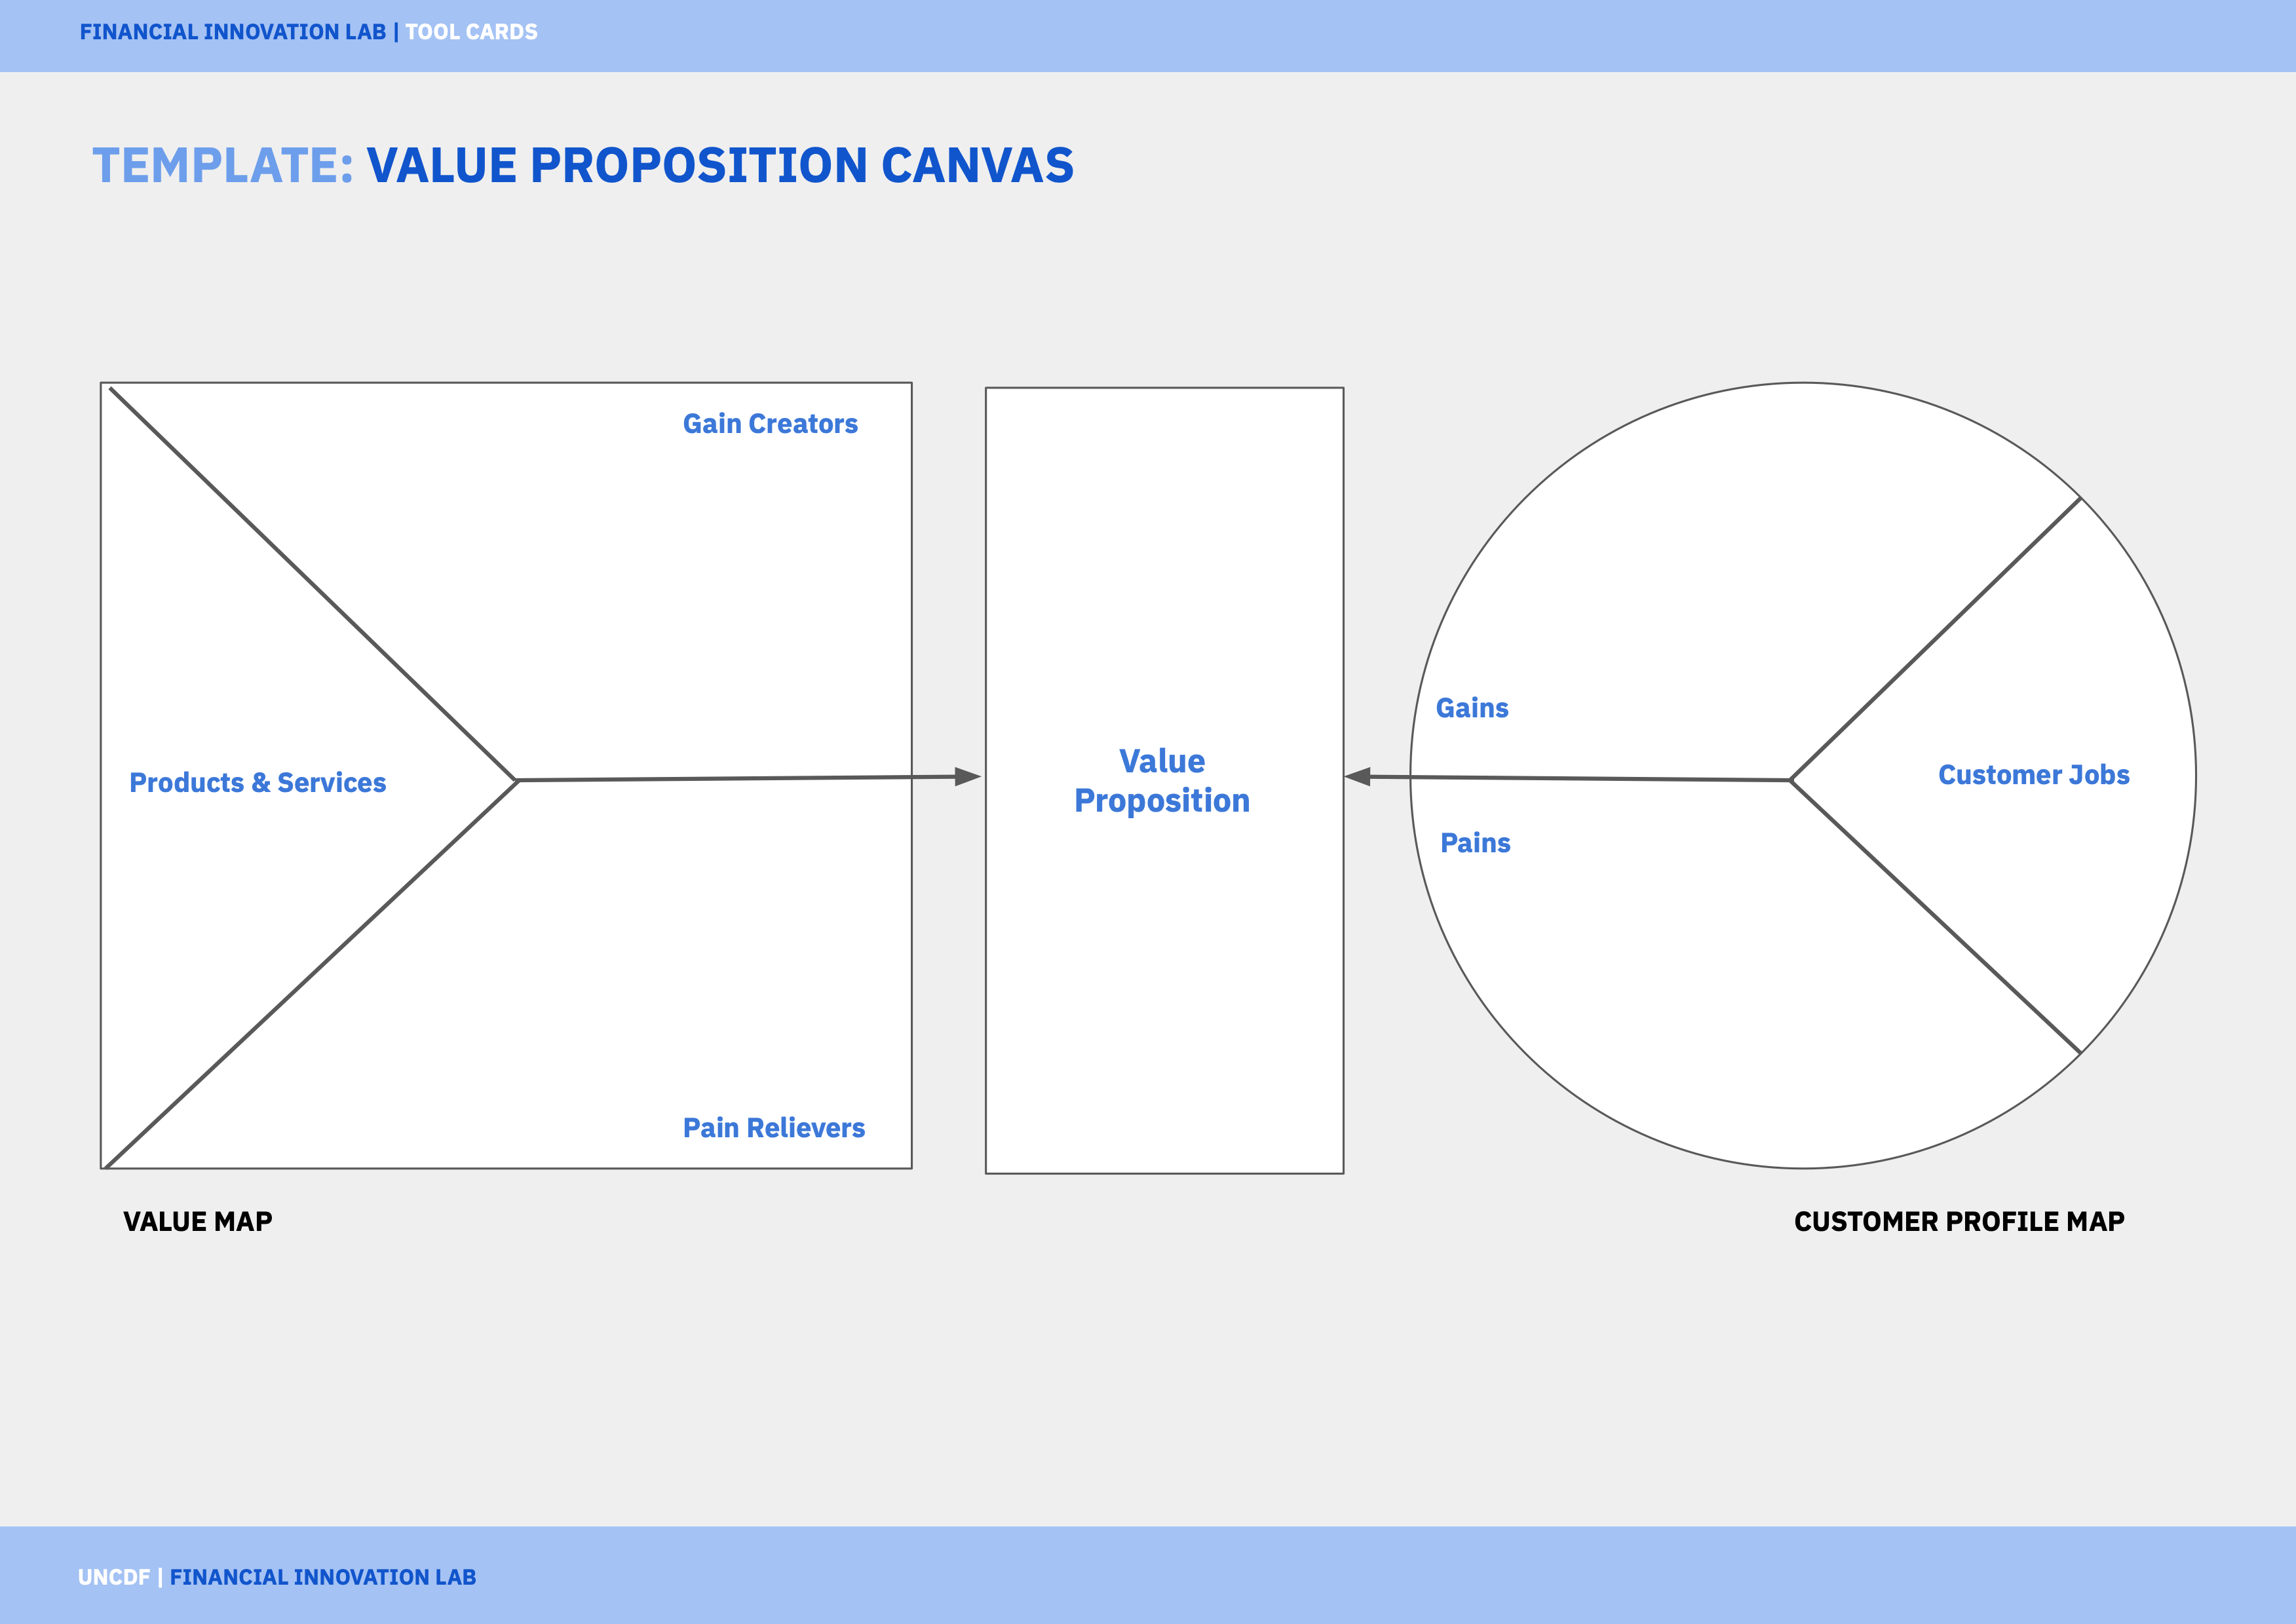 FINANCIAL INNOVATION LAB | TOOL CARDS
TEMPLATE: VALUE PROPOSITION CANVAS
Gain Creators
Products & Services
Pain Relievers
Value
Proposition
Gains
Pains
Customer Jobs
VALUE MAP
CUSTOMER PROFILE MAP
UNCDF | FINANCIAL INNOVATION LAB